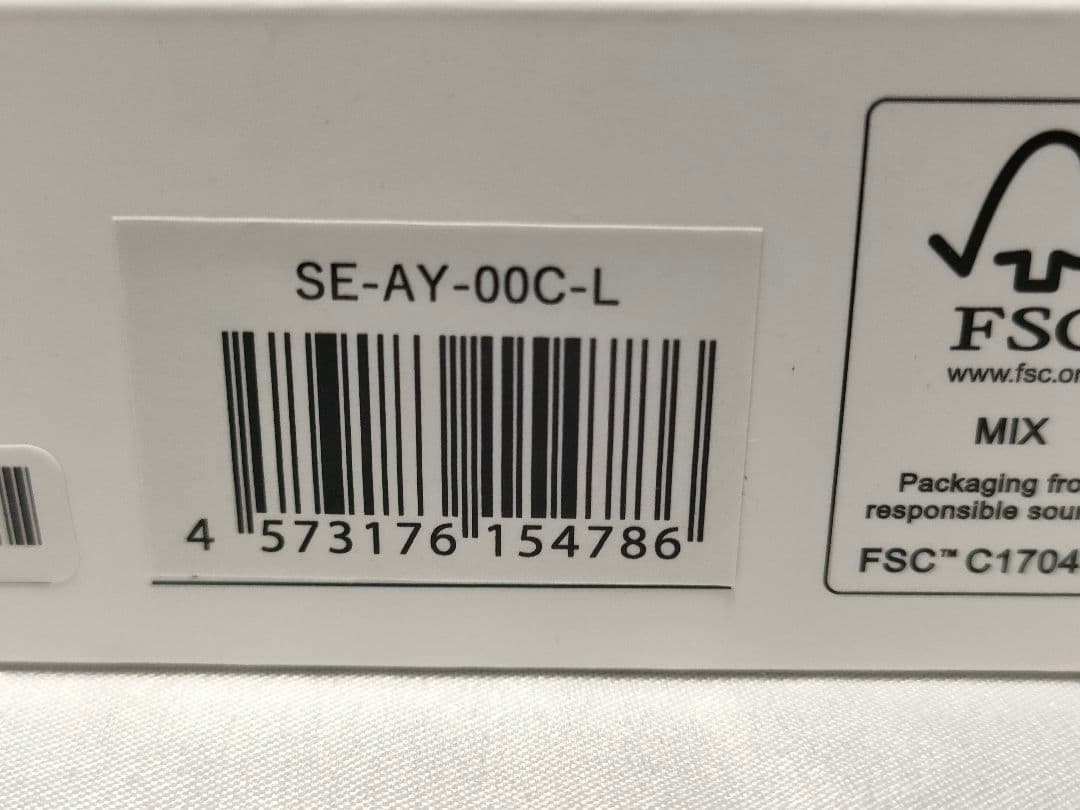 SE-AY-00C-L
4 573176 154786
FSC
www.fsc.or
MIX
Packaging fro
responsible sour
FSC™ C1704